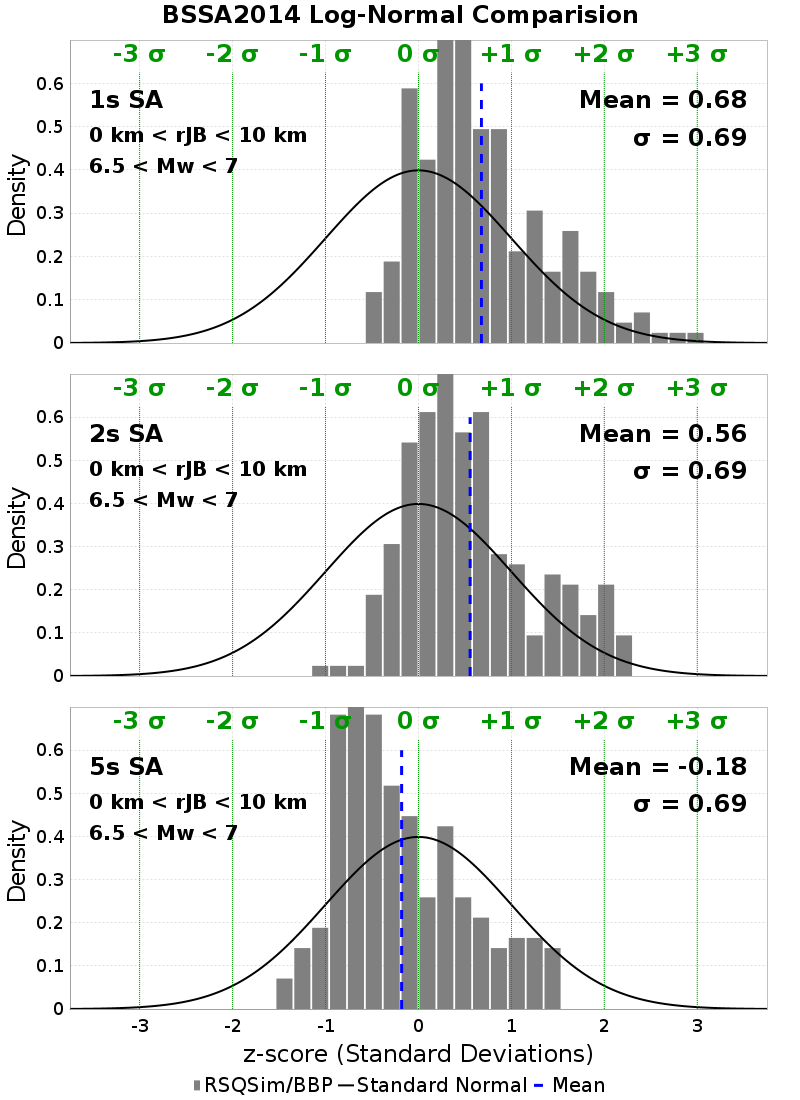 BSSA2014 Log-Normal Comparision
-3 σ -2 σ -1 σ 0 σ +1 σ +2 σ +3 σ
1s SA
0 km < rJB < 10 km
6.5 < Mw < 7
Mean = 0.68
σ = 0.69
Density
0.6
0.5
0.4
0.3
0.2
0.1
0
-3 σ -2 σ -1 σ 0 σ +1 σ +2 σ +3 σ
2s SA
0 km < rJB < 10 km
6.5 < Mw < 7
Mean = 0.56
σ = 0.69
Density
0.6
0.5
0.4
0.3
0.2
0.1
0
-3 σ -2 σ -1 σ 0 σ +1 σ +2 σ +3 σ
5s SA
0 km < rJB < 10 km
6.5 < Mw < 7
Mean = -0.18
σ = 0.69
Density
0.6
0.5
0.4
0.3
0.2
0.1
0
-3 -2 -1 0 1 2 3
z-score (Standard Deviations)
RSQSim/BBP Standard Normal Mean